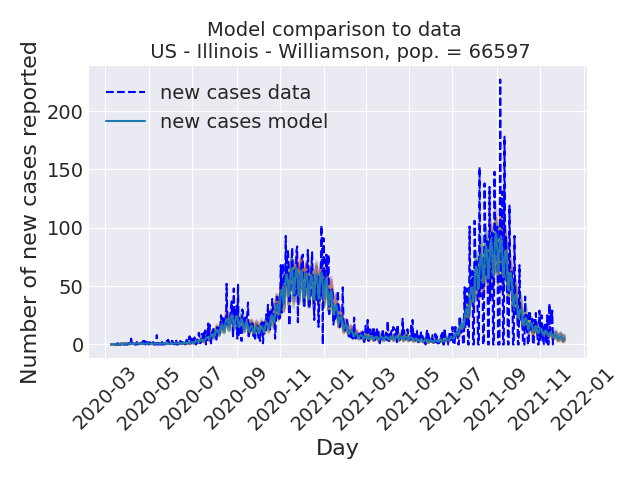 Model comparison to data
US - Illinois - Williamson, pop. = 66597
Number of new cases reported
200
150
100
50
0
new cases data
new cases model
2020-03
2020-05
2020-07
2020-09
2020-11
2021-01
2021-03
2021-05
2021-07
2021-09
2021-11
2022-01
Day